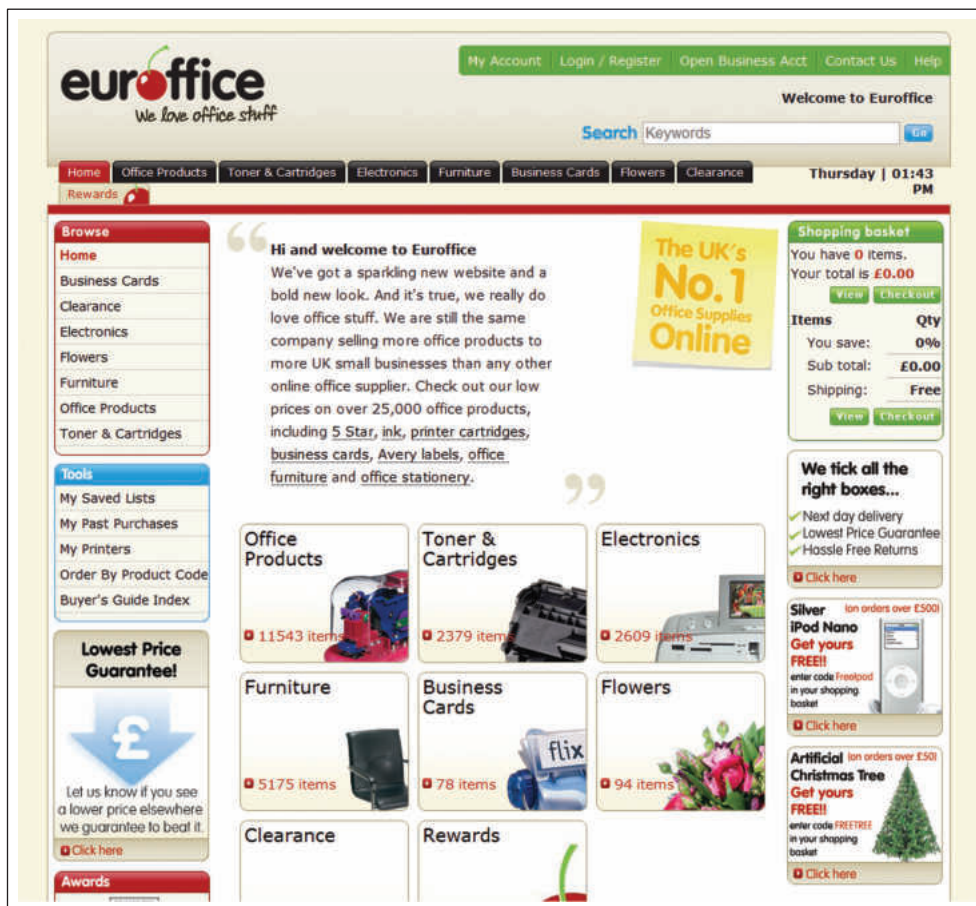 euroffice
We love office stuff
My Account Login / Register Open Business Acct Contact Us Help
Welcome to Euroffice
Search Keywords Go
Home Office Products Toner & Cartridges Electronics Furniture Business Cards Flowers Clearance
Rewards
Thursday | 01:43
PM
Browse
Home
Business Cards
Clearance
Electronics
Flowers
Furniture
Office Products
Toner & Cartridges
Tools
My Saved Lists
My Past Purchases
My Printers
Order By Product Code
Buyer's Guide Index
Lowest Price
Guarantee!
£
Let us know if you see
a lower price elsewhere
we guarantee to beat it.
Click here
Awards
“
Hi and welcome to Euroffice
We've got a sparkling new website and a
bold new look. And it's true, we really do
love office stuff. We are still the same
company selling more office products to
more UK small businesses than any other
online office supplier. Check out our low
prices on over 25,000 office products,
including 5 Star, ink, printer cartridges,
business cards, Avery labels, office
furniture and office stationery.
”
The UK's
No.1
Office Supplies
Online
Office
Products
11543 items
Toner &
Cartridges
2379 items
Electronics
2609 items
Furniture
5175 items
Business
Cards
flix
78 items
Flowers
94 items
Clearance
Rewards
Shopping basket
You have 0 items.
Your total is £0.00
View Checkout
Items Qty
You save: 0%
Sub total: £0.00
Shipping: Free
View Checkout
We tick all the
right boxes...
Next day delivery
Lowest Price Guarantee
Hassle Free Returns
Click here
Silver (on orders over £500)
iPod Nano
Get yours
FREE!!
enter code FreeIpod
in your shopping
basket
Click here
Artificial (on orders over £50)
Christmas Tree
Get yours
FREE!!
enter code FREETREE
in your shopping
basket
Click here